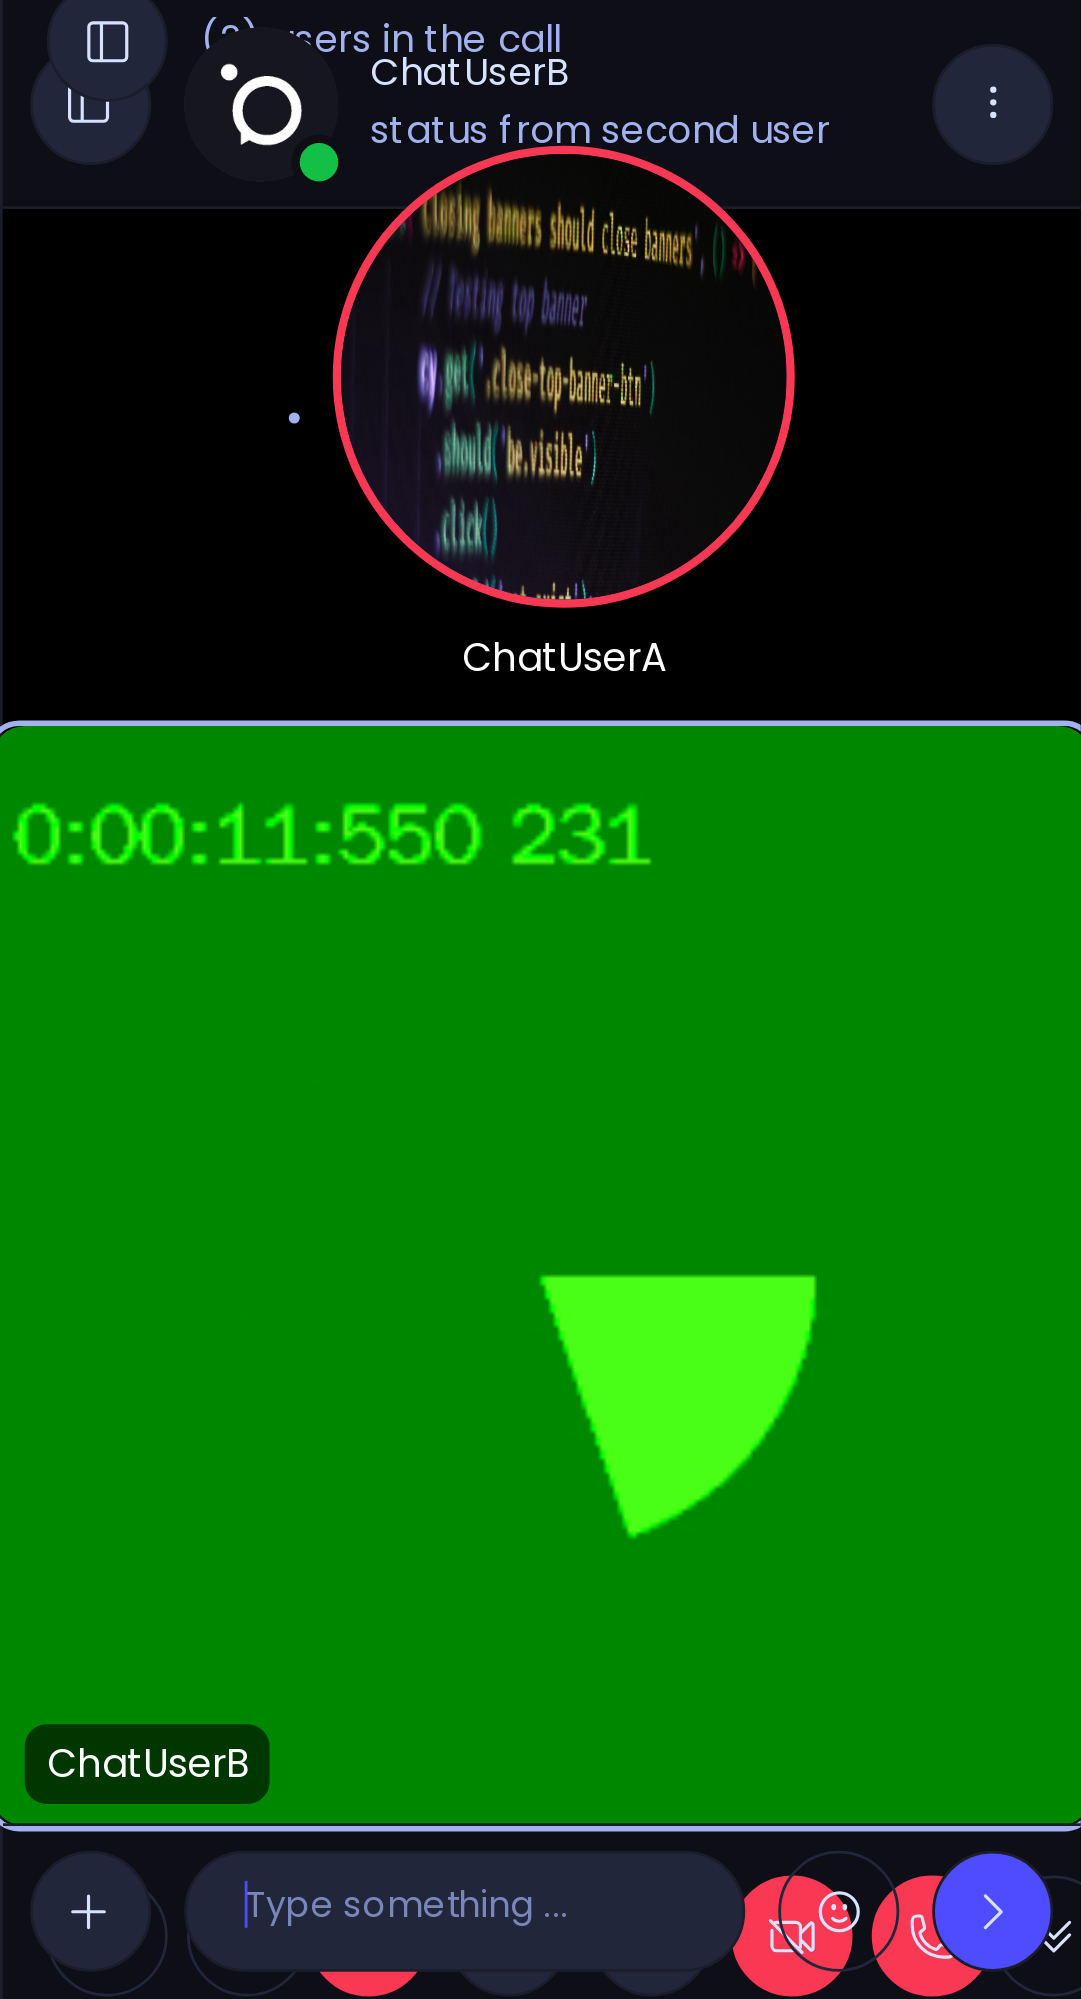 users in the call
ChatUserB
status from second user
Closing banners should close banners', ()
// Testing top banner
cy.get('.close-top-banner-btn')
.should('be.visible')
.click()
ChatUserA
0:00:11:550 231
ChatUserB
Type something ...